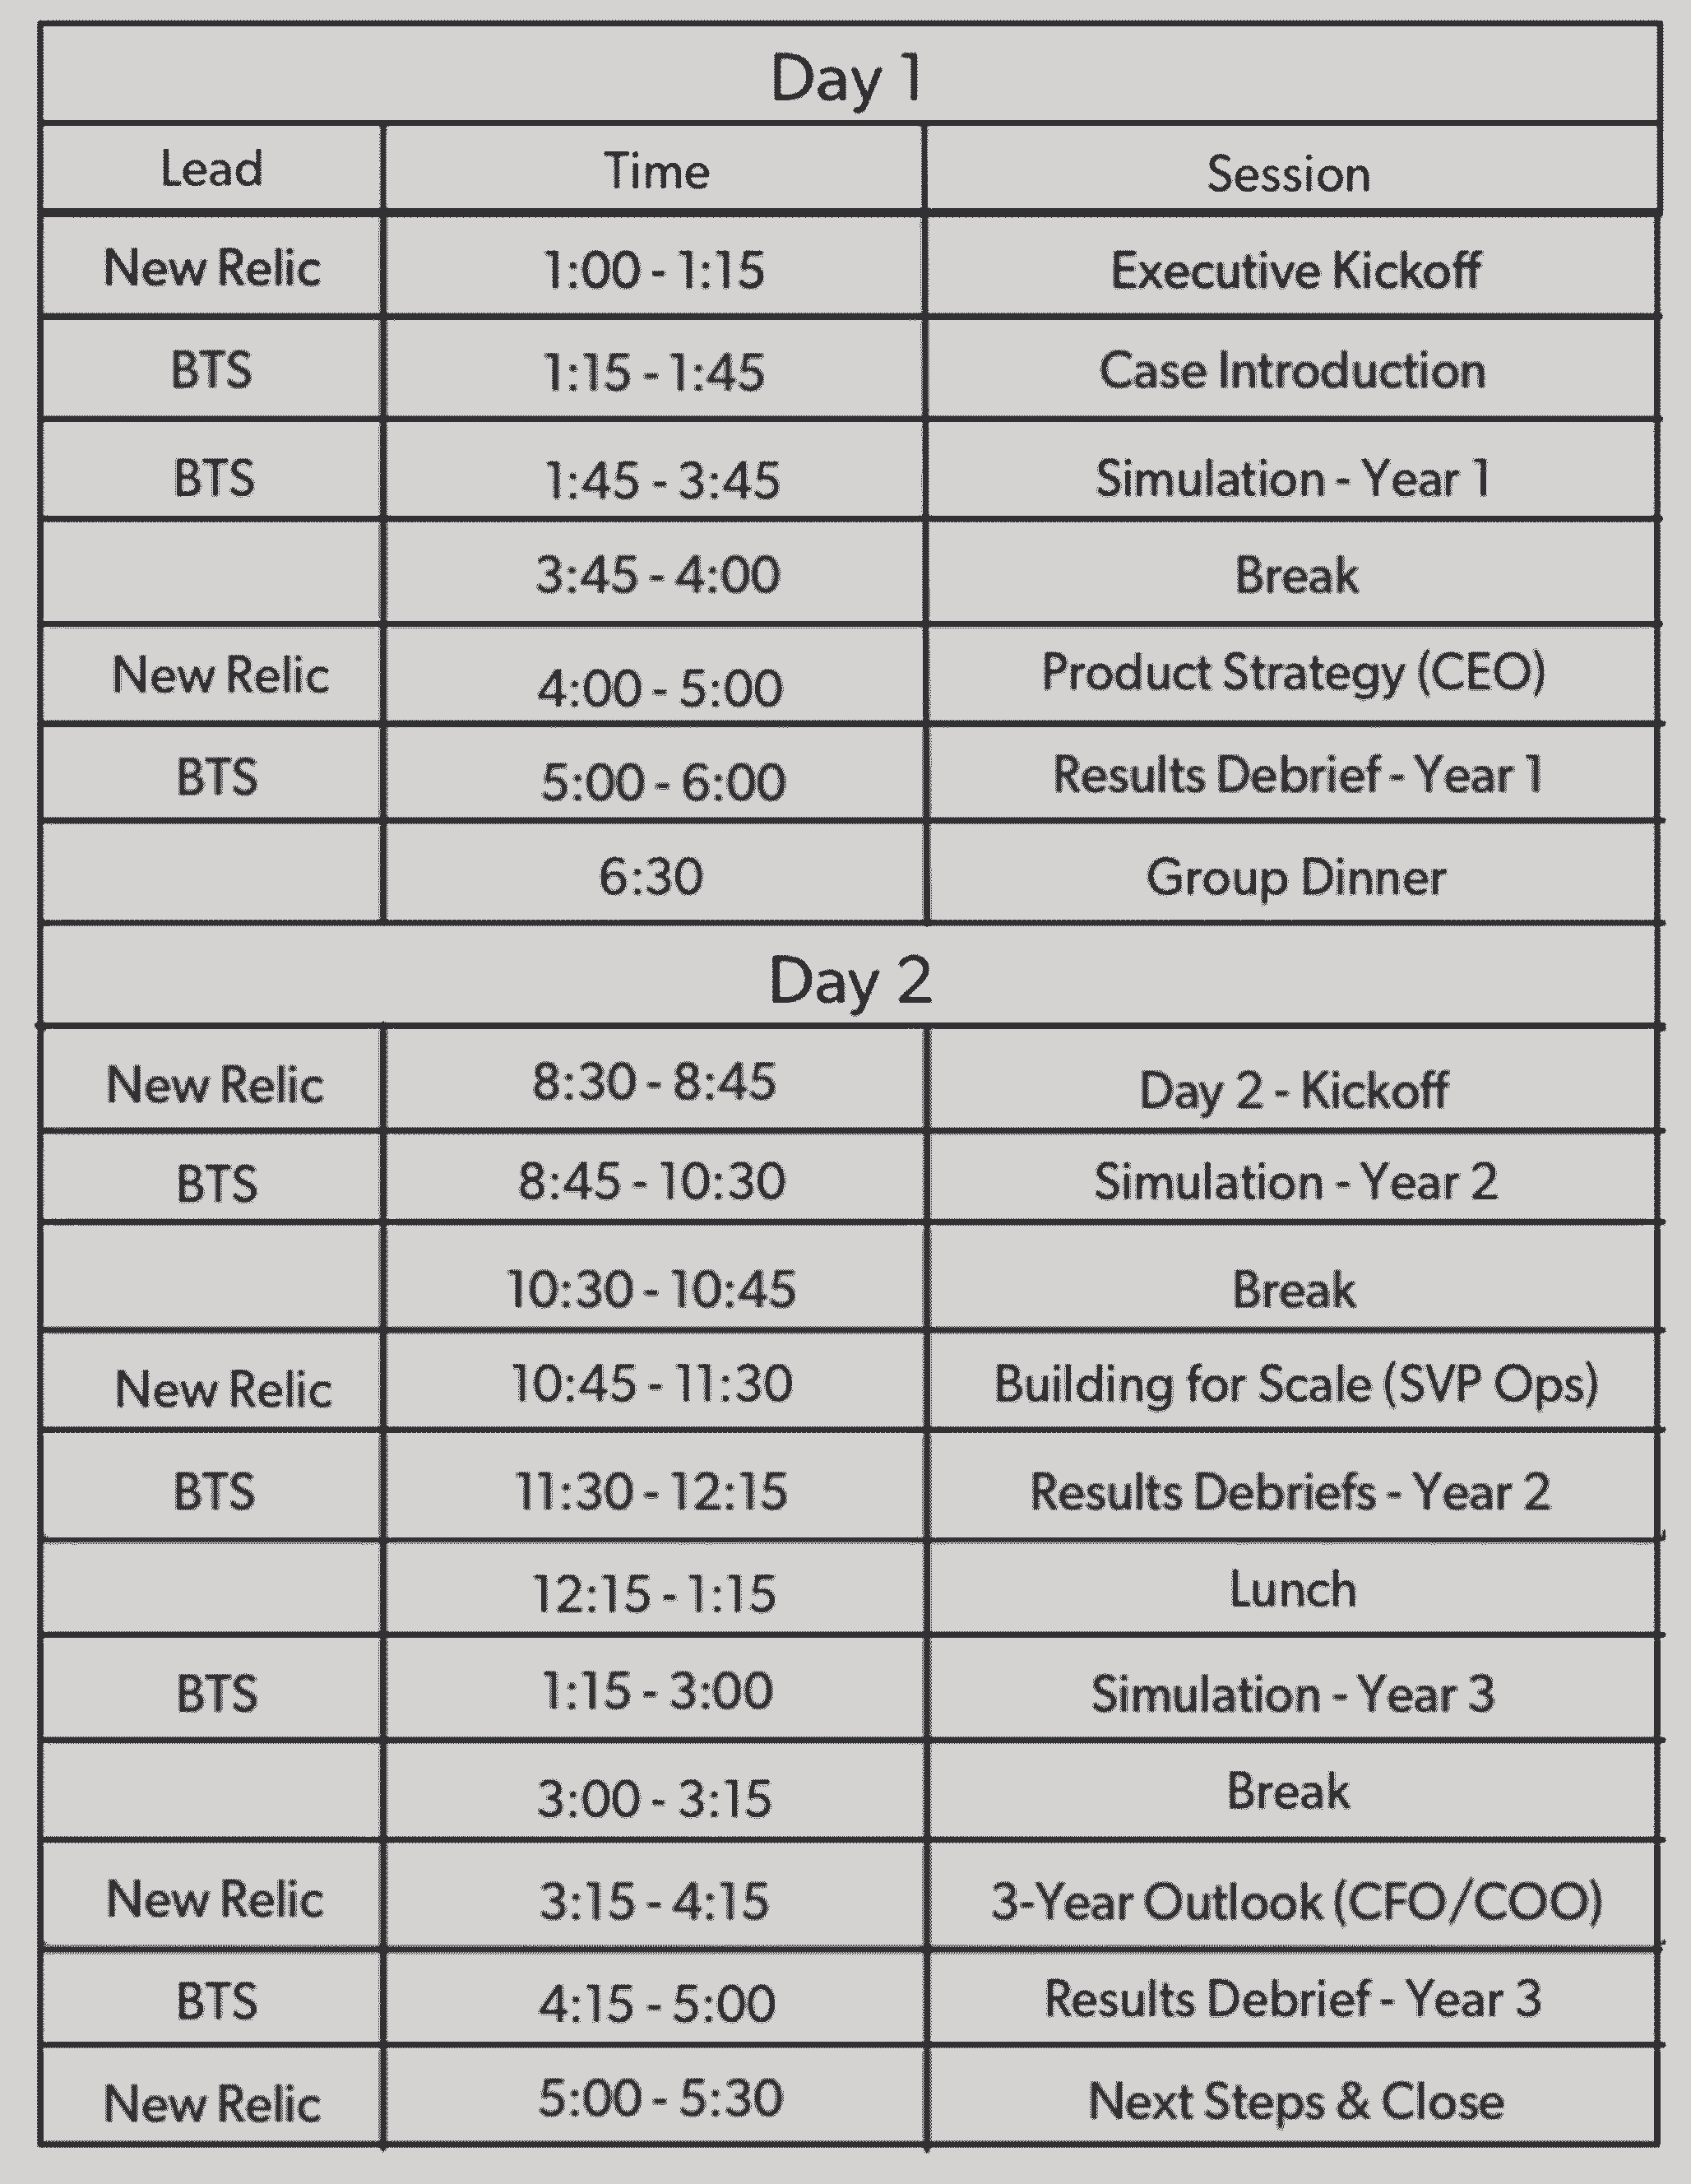 Day 1
Lead Time Session
New Relic 1:00 - 1:15 Executive Kickoff
BTS 1:15 - 1:45 Case Introduction
BTS 1:45 - 3:45 Simulation - Year 1
3:45 - 4:00 Break
New Relic 4:00 - 5:00 Product Strategy (CEO)
BTS 5:00 - 6:00 Results Debrief - Year 1
6:30 Group Dinner
Day 2
New Relic 8:30 - 8:45 Day 2 - Kickoff
BTS 8:45 - 10:30 Simulation - Year 2
10:30 - 10:45 Break
New Relic 10:45 - 11:30 Building for Scale (SVP Ops)
BTS 11:30 - 12:15 Results Debriefs - Year 2
12:15 - 1:15 Lunch
BTS 1:15 - 3:00 Simulation - Year 3
3:00 - 3:15 Break
New Relic 3:15 - 4:15 3-Year Outlook (CFO/COO)
BTS 4:15 - 5:00 Results Debrief - Year 3
New Relic 5:00 - 5:30 Next Steps & Close